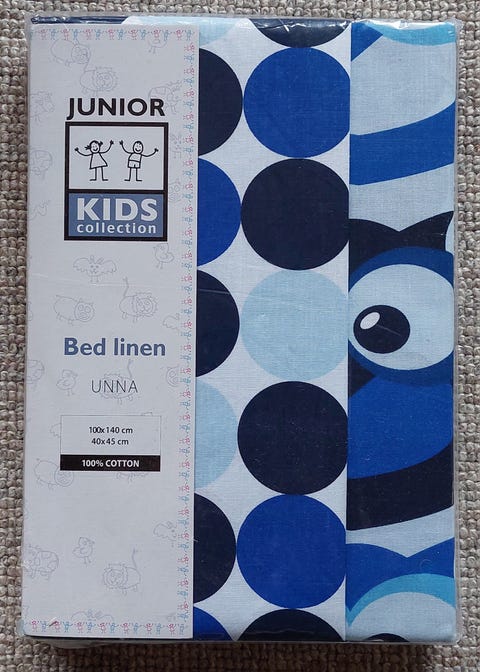 JUNIOR
KIDS
collection
Bed linen
UNNA
100x140 cm
40x45 cm
100% COTTON